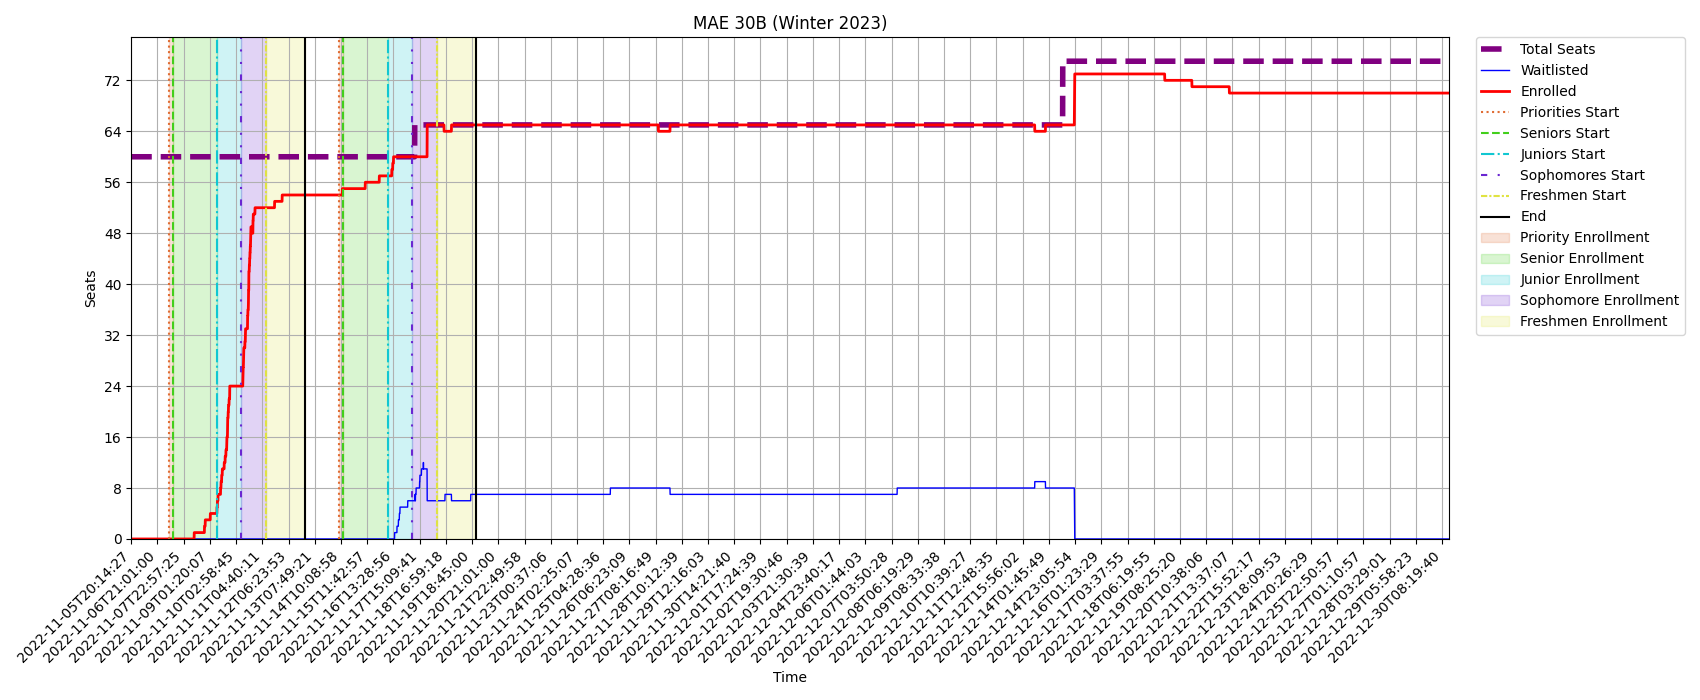 MAE 30B (Winter 2023)
Seats
72
64
56
48
40
32
24
16
8
0
2022-11-05T20:14:27
2022-11-06T21:01:00
2022-11-07T22:57:25
2022-11-09T01:20:07
2022-11-10T02:58:45
2022-11-11T04:40:11
2022-11-12T06:23:53
2022-11-13T07:49:21
2022-11-14T10:08:58
2022-11-15T11:42:57
2022-11-16T13:28:56
2022-11-17T15:09:41
2022-11-18T16:59:18
2022-11-19T18:45:00
2022-11-20T21:01:00
2022-11-21T22:49:58
2022-11-23T00:37:06
2022-11-24T02:25:07
2022-11-25T04:28:36
2022-11-26T06:23:09
2022-11-27T08:16:49
2022-11-28T10:12:39
2022-11-29T12:16:03
2022-11-30T14:21:40
2022-12-01T17:24:39
2022-12-02T19:30:46
2022-12-03T21:30:39
2022-12-04T23:40:17
2022-12-06T01:44:03
2022-12-07T03:50:28
2022-12-08T06:19:29
2022-12-09T08:33:38
2022-12-10T10:39:27
2022-12-11T12:48:35
2022-12-12T15:56:02
2022-12-14T01:45:49
2022-12-14T23:05:54
2022-12-16T01:23:29
2022-12-17T03:37:55
2022-12-18T06:19:55
2022-12-19T08:25:20
2022-12-20T10:38:06
2022-12-21T13:37:07
2022-12-22T15:52:17
2022-12-23T18:09:53
2022-12-24T20:26:29
2022-12-25T22:50:57
2022-12-27T01:10:57
2022-12-28T03:29:01
2022-12-29T05:58:23
2022-12-30T08:19:40
Time
Total Seats
Waitlisted
Enrolled
Priorities Start
Seniors Start
Juniors Start
Sophomores Start
Freshmen Start
End
Priority Enrollment
Senior Enrollment
Junior Enrollment
Sophomore Enrollment
Freshmen Enrollment